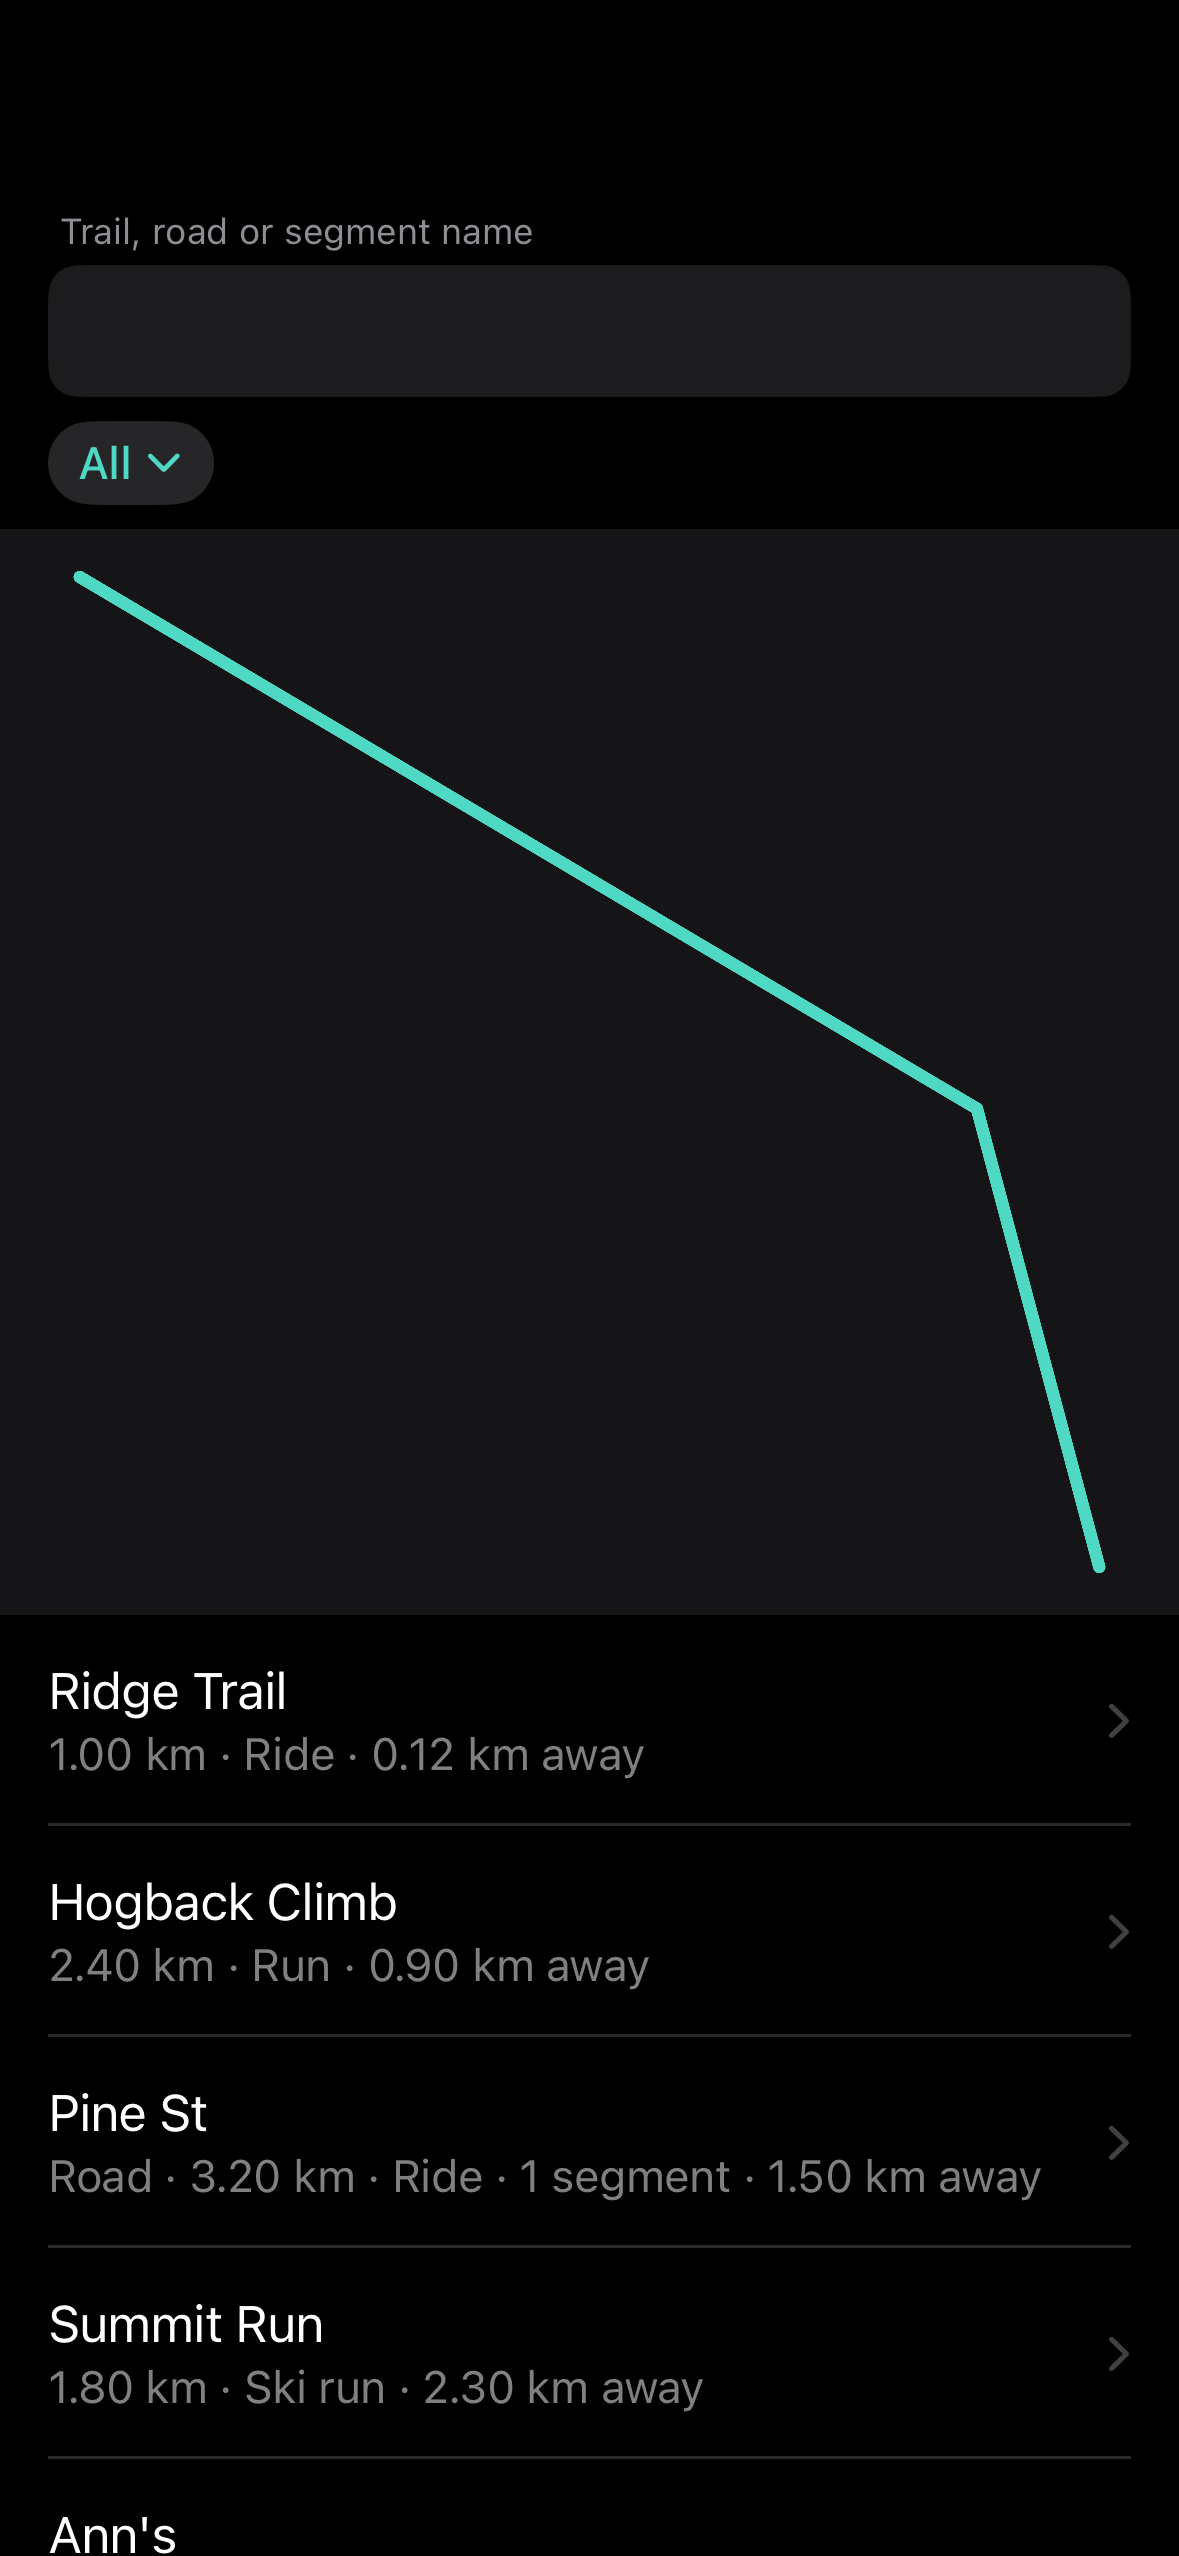 Trail, road or segment name
All
Ridge Trail
1.00 km · Ride · 0.12 km away
Hogback Climb
2.40 km · Run · 0.90 km away
Pine St
Road · 3.20 km · Ride · 1 segment · 1.50 km away
Summit Run
1.80 km · Ski run · 2.30 km away
Ann's